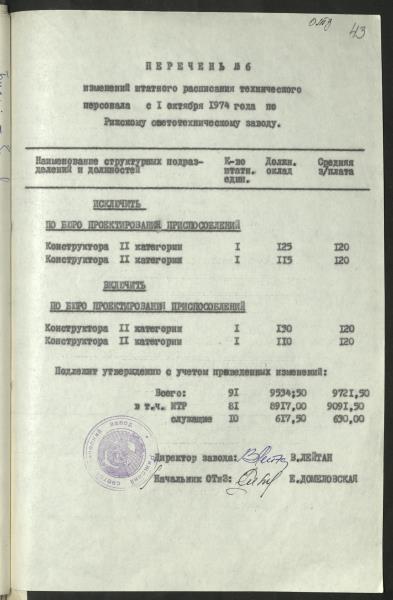 43
ПЕРЕЧЕНЬ № 6
изменений штатного расписания технического
персонала с I октября 1974 года по
Рижскому светотехническому заводу.
Наименование структурных подраз- К-во Должн. Средняя
делений и должностей штатн. оклад з/плата
един.
ИСКЛЮЧИТЬ
ПО БЮРО ПРОЕКТИРОВАНИЯ ПРИСПОСОБЛЕНИЙ
Конструктора II категории I 125 120
Конструктора II категории I 115 120
ВКЛЮЧИТЬ
ПО БЮРО ПРОЕКТИРОВАНИЯ ПРИСПОСОБЛЕНИЙ
Конструктора II категории I 130 120
Конструктора II категории I 110 120
Подлежит утверждению с учетом приведенных изменений:
Всего: 91 9534;50 9721,50
в т.ч. ИТР 81 8917,00 9091,50
служащие 10 617,50 630,00
Директор завода: В.ЛЕЙТАН
Начальник ОТиЗ: Е.ДОМЕЛОВСКАЯ